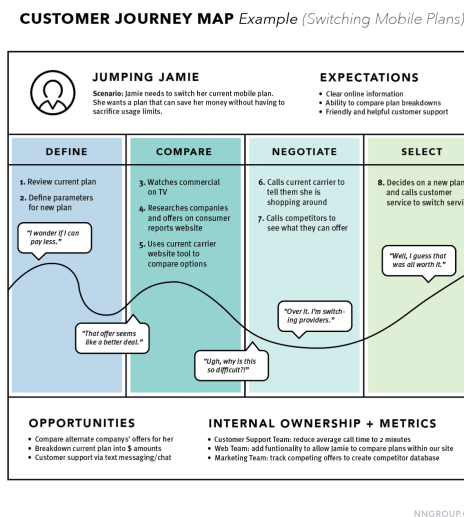 CUSTOMER JOURNEY MAP Example (Switching Mobile Plans)
JUMPING JAMIE
Scenario: Jamie needs to switch her current mobile plan.
She wants a plan that can save her money without having to
sacrifice usage limits.
EXPECTATIONS
• Clear online information
• Ability to compare plan breakdowns
• Friendly and helpful customer support
DEFINE
COMPARE
NEGOTIATE
SELECT
1. Review current plan
2. Define parameters
for new plan
3. Watches commercial
on TV
4. Researches companies
and offers on consumer
reports website
5. Uses current carrier
website tool to
compare options
6. Calls current carrier to
tell them she is
shopping around
7. Calls competitors to
see what they can offer
8. Decides on a new plan
and calls customer
service to switch
"I wonder if I can
pay less."
"That offer seems
like a better deal."
"Ugh, why is this
so difficult?!"
"Over it. I'm switch-
ing providers."
"Well, I guess that
was all worth it."
OPPORTUNITIES
• Compare alternate companys' offers for her
• Breakdown current plan into $ amounts
• Customer support via text messaging/chat
INTERNAL OWNERSHIP + METRICS
• Customer Support Team: reduce average call time to 2 minutes
• Web Team: add funtionality to allow Jamie to compare plans within our site
• Marketing Team: track competing offers to create competitor database
NNGROUP.